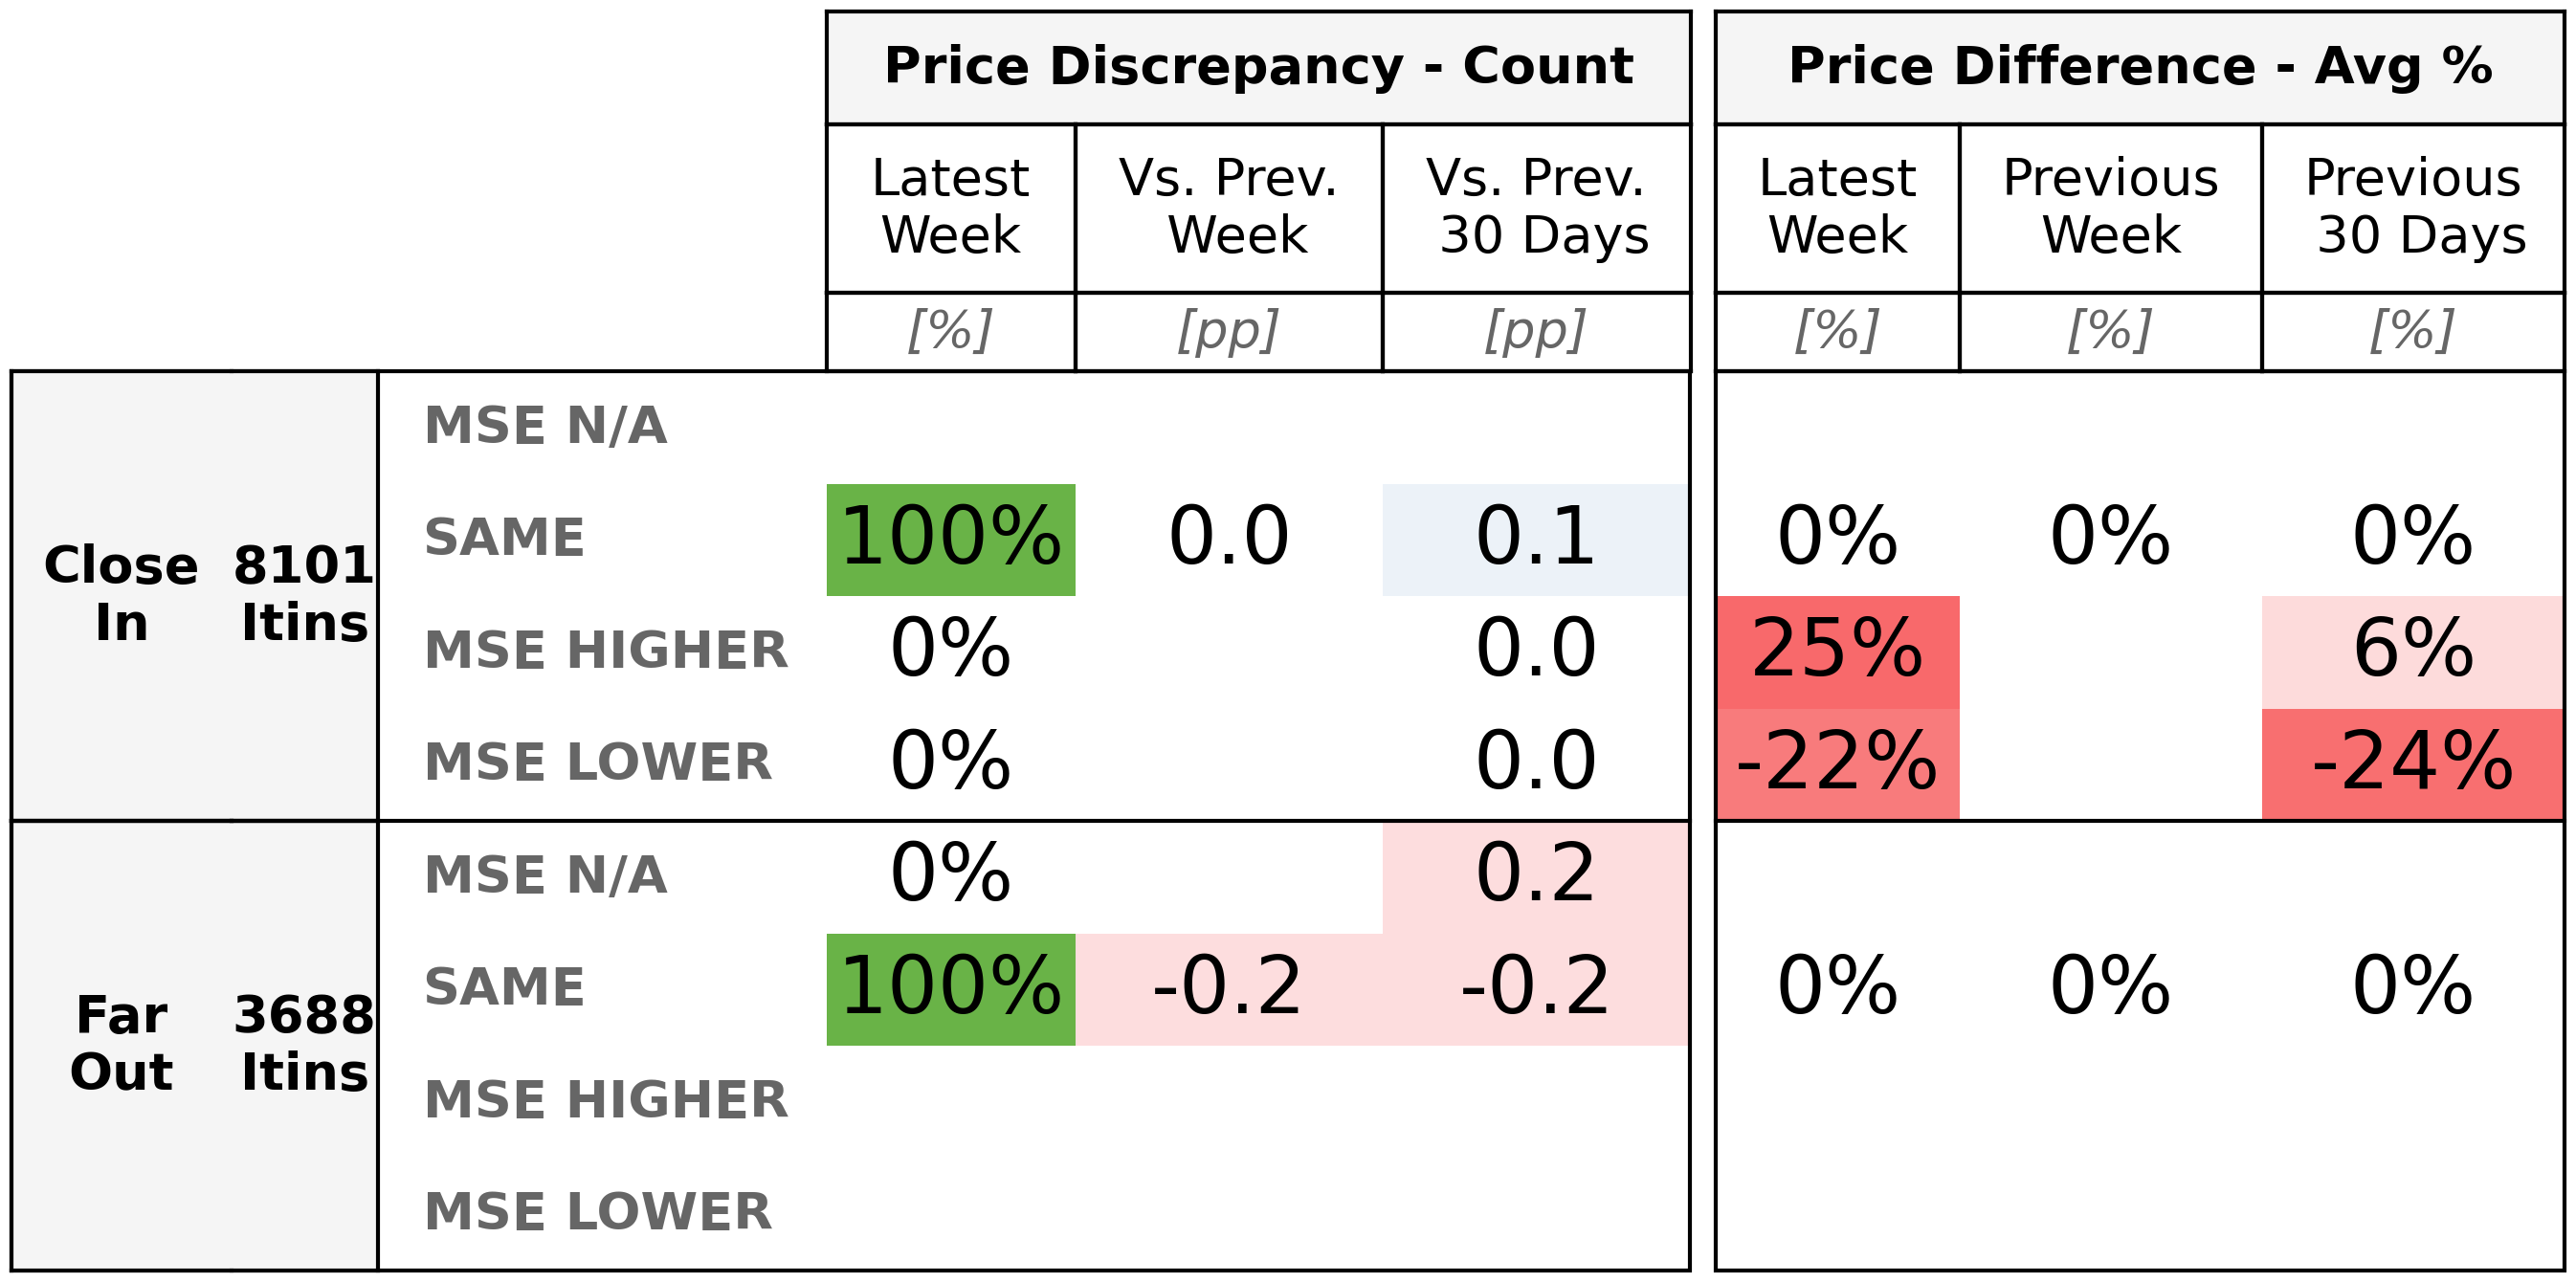 Price Discrepancy - Count Price Difference - Avg %
Latest Week Vs. Prev. Week Vs. Prev. 30 Days Latest Week Previous Week Previous 30 Days
[%] [pp] [pp] [%] [%] [%]
Close In 8101 Itins
MSE N/A
SAME 100% 0.0 0.1 0% 0% 0%
MSE HIGHER 0% 0.0 25% 6%
MSE LOWER 0% 0.0 -22% -24%
Far Out 3688 Itins
MSE N/A 0% 0.2
SAME 100% -0.2 -0.2 0% 0% 0%
MSE HIGHER
MSE LOWER